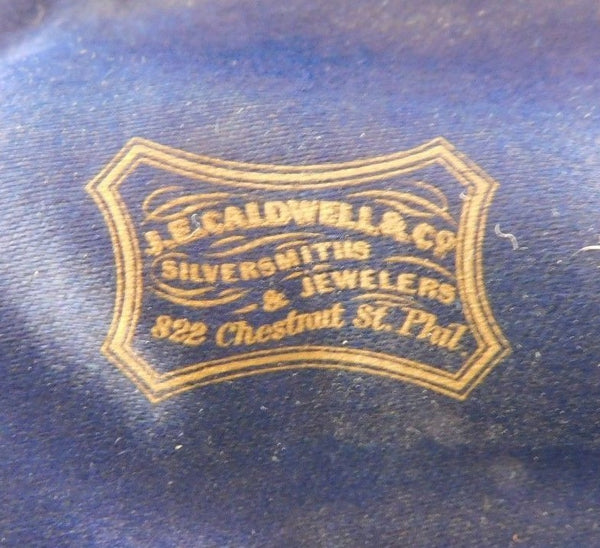 J.E. CALDWELL & CO.
SILVERSMITHS
& JEWELERS
822 Chestnut St. Phil.